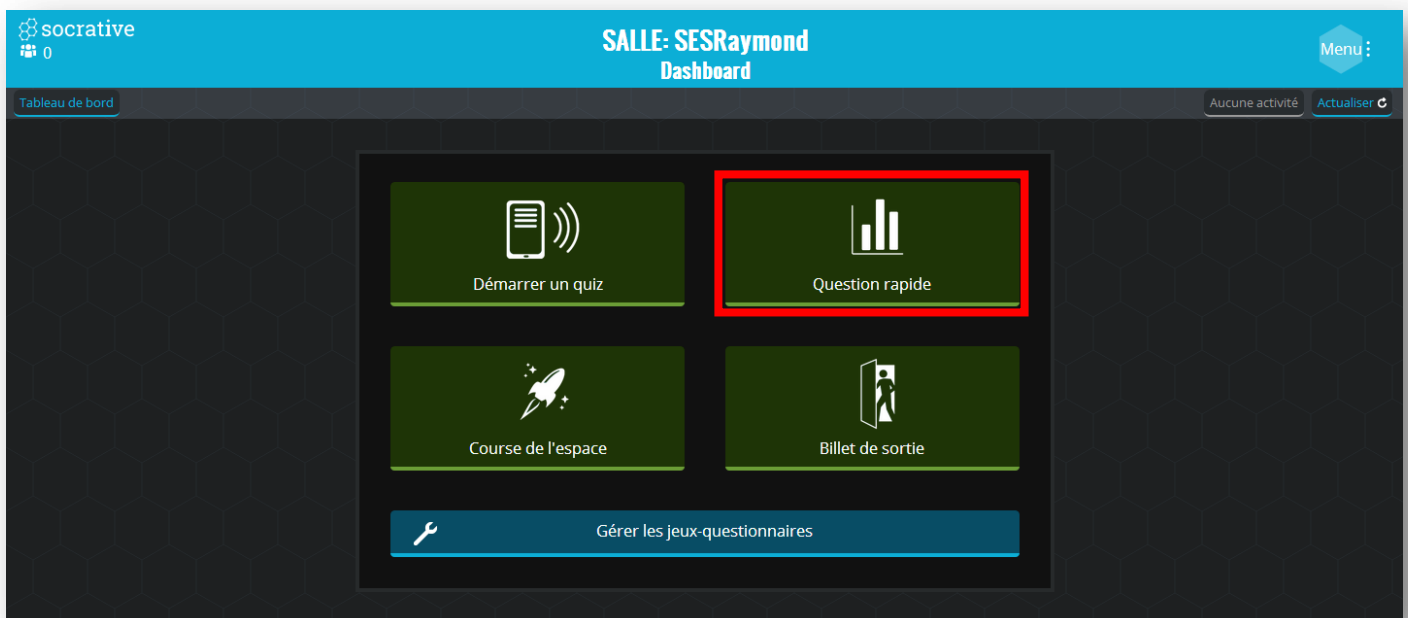 socrative
0
SALLE: SESRaymond
Dashboard
Menu
Tableau de bord
Aucune activité
Actualiser
Démarrer un quiz
Question rapide
Course de l'espace
Billet de sortie
Gérer les jeux-questionnaires